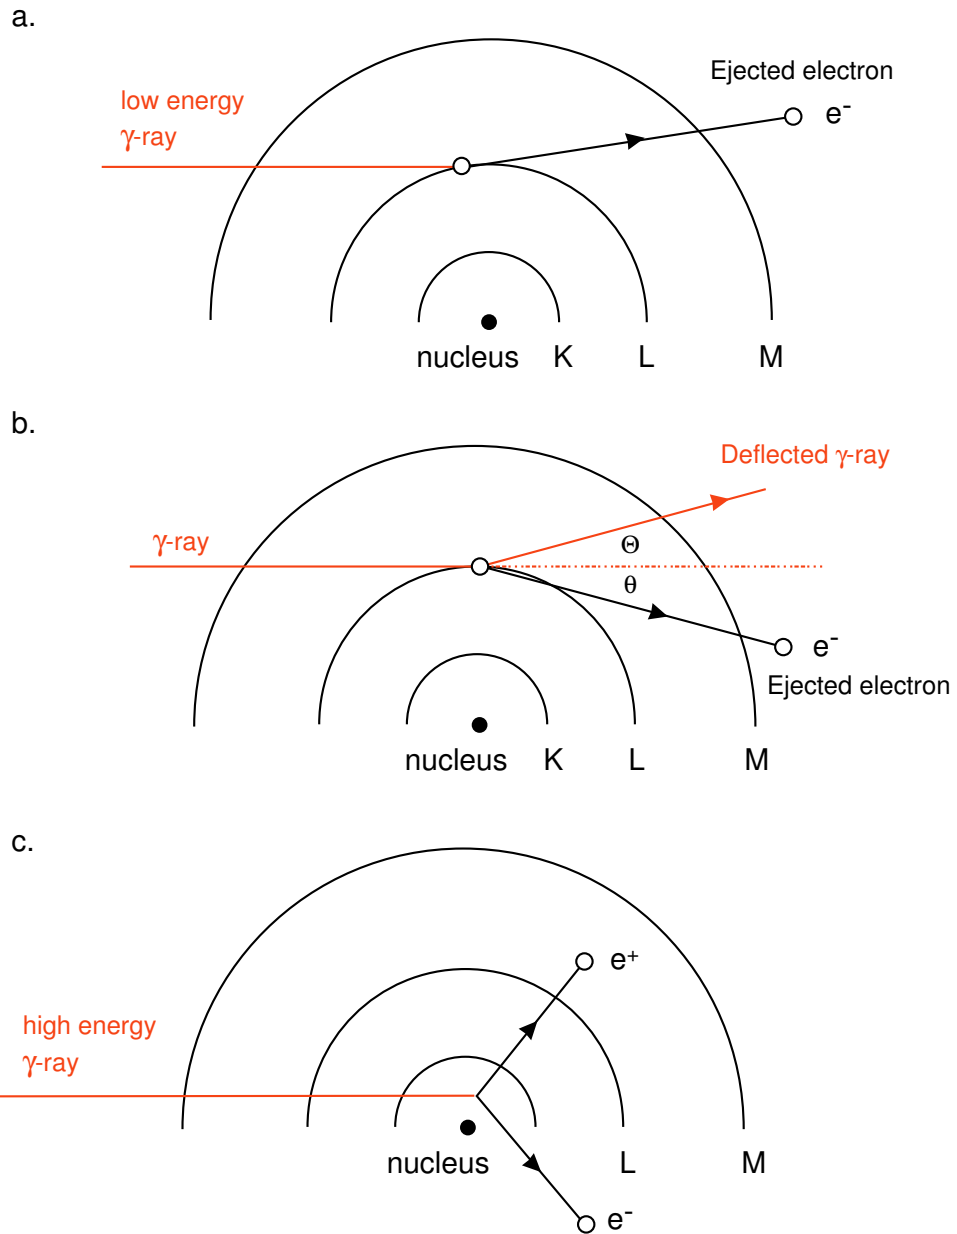 a.
low energy
γ-ray
Ejected electron
e-
nucleus K L M
b.
Deflected γ-ray
γ-ray
Θ
θ
e-
Ejected electron
nucleus K L M
c.
e+
high energy
γ-ray
nucleus L M
e-